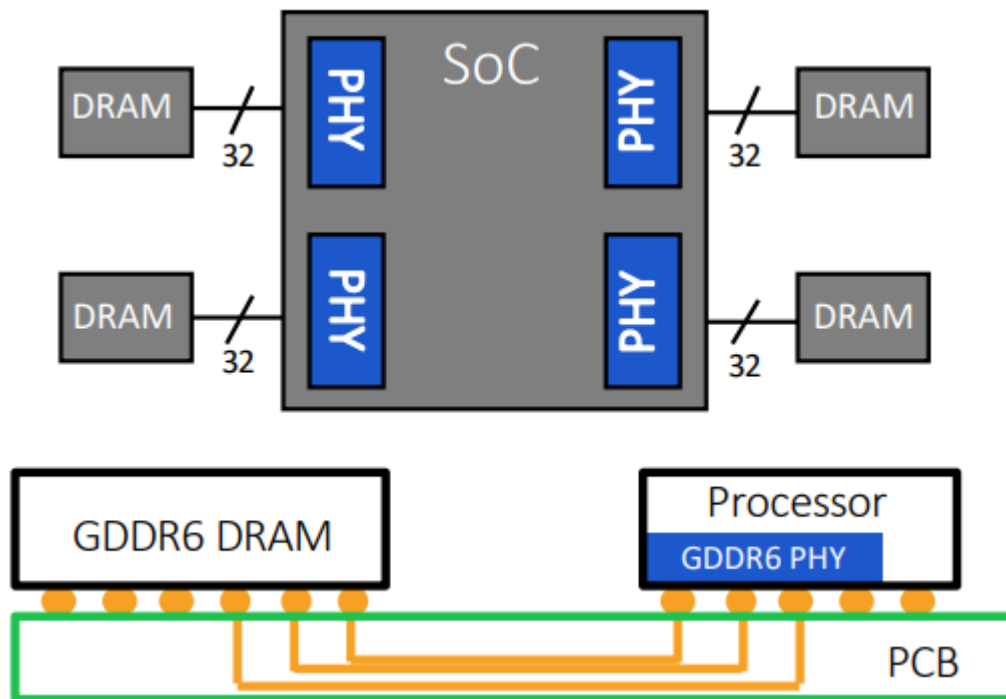 SoC
PHY
PHY
DRAM
32
DRAM
32
PHY
PHY
DRAM
32
DRAM
32
GDDR6 DRAM
Processor
GDDR6 PHY
PCB